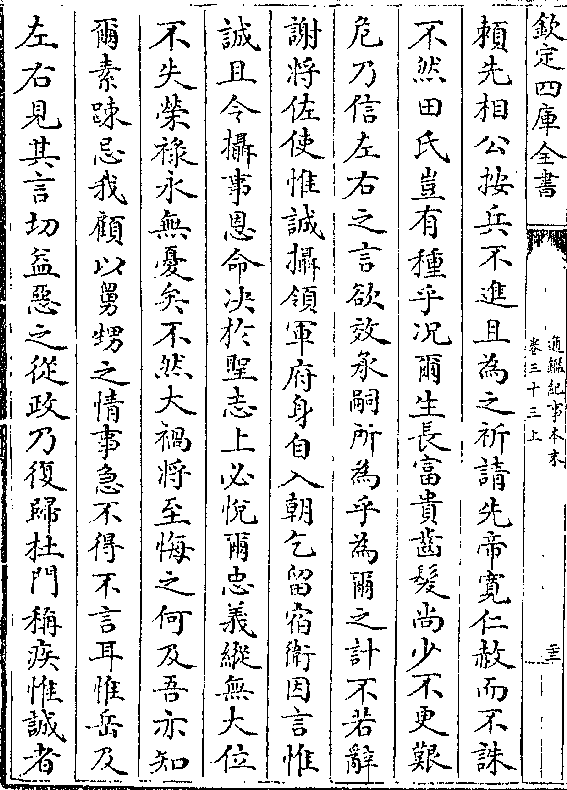 欽定四庫全書
通鑑紀事本末
卷三十三上
頼先相公按兵不進且為之祈請先帝寛仁赦而不誅
不然田氏豈有種乎况爾生長富貴齒髮尚少不更艱
危乃信左右之言欲效承嗣所為乎為爾之計不若辭
謝將佐使惟誠攝領軍府身自入朝乞留宿衛因言惟
誠且令攝事恩命决於聖志上必悅爾忠義縱無大位
不失榮祿永無憂矣不然大禍將至悔之何及吾亦知
爾素踈忌我顧以舅甥之情事急不得不言耳惟岳及
左右見其言切益惡之從政乃復歸杜門稱疾惟誠者